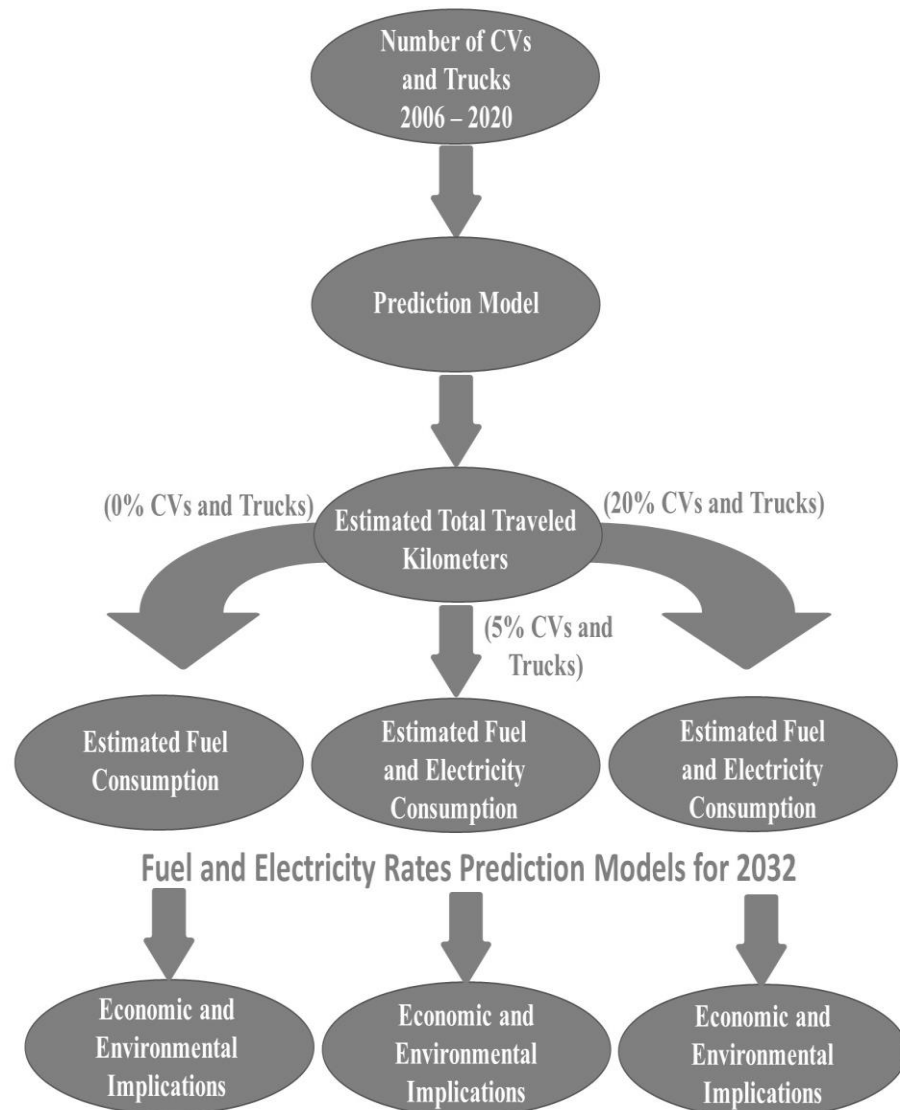 Number of CVs
and Trucks
2006 – 2020
Prediction Model
(0% CVs and Trucks)
Estimated Total Traveled
Kilometers
(20% CVs and Trucks)
(5% CVs and
Trucks)
Estimated Fuel
Consumption
Estimated Fuel
and Electricity
Consumption
Estimated Fuel
and Electricity
Consumption
Fuel and Electricity Rates Prediction Models for 2032
Economic and
Environmental
Implications
Economic and
Environmental
Implications
Economic and
Environmental
Implications